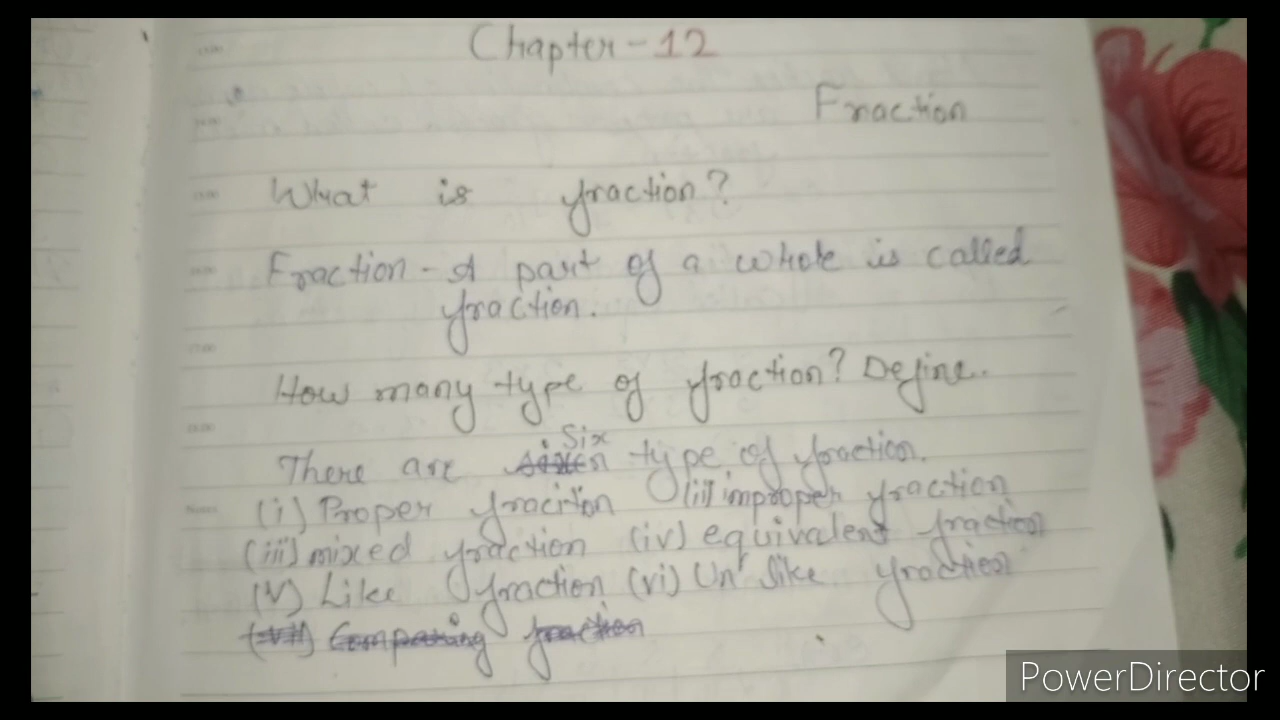 Chapter - 12
Fraction
What is fraction?
Fraction - A part of a whole is called
fraction.
How many type of fraction? Define.
Six
There are type of fraction.
(i) Proper fracriton (ii) improper fraction
(iii) mixed fraction (iv) equivalent fraction
(v) Like fraction (vi) Un like fraction
(vii) Comparing fraction
PowerDirector